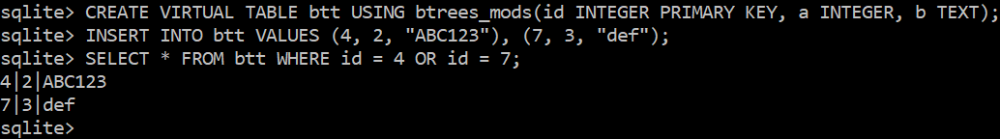 sqlite> CREATE VIRTUAL TABLE btt USING btrees_mods(id INTEGER PRIMARY KEY, a INTEGER, b TEXT);
sqlite> INSERT INTO btt VALUES (4, 2, "ABC123"), (7, 3, "def");
sqlite> SELECT * FROM btt WHERE id = 4 OR id = 7;
4|2|ABC123
7|3|def
sqlite>